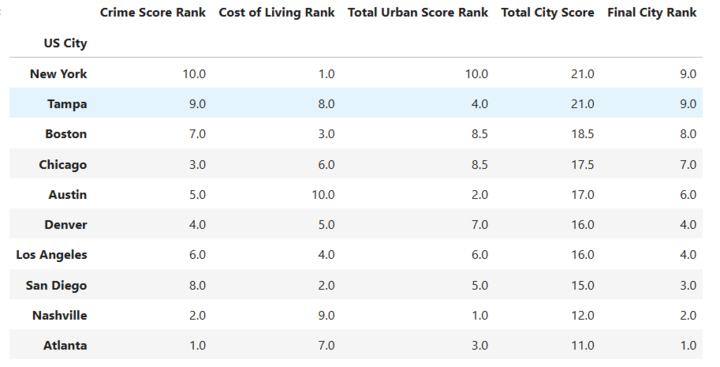 Crime Score Rank Cost of Living Rank Total Urban Score Rank Total City Score Final City Rank
US City
New York 10.0 1.0 10.0 21.0 9.0
Tampa 9.0 8.0 4.0 21.0 9.0
Boston 7.0 3.0 8.5 18.5 8.0
Chicago 3.0 6.0 8.5 17.5 7.0
Austin 5.0 10.0 2.0 17.0 6.0
Denver 4.0 5.0 7.0 16.0 4.0
Los Angeles 6.0 4.0 6.0 16.0 4.0
San Diego 8.0 2.0 5.0 15.0 3.0
Nashville 2.0 9.0 1.0 12.0 2.0
Atlanta 1.0 7.0 3.0 11.0 1.0